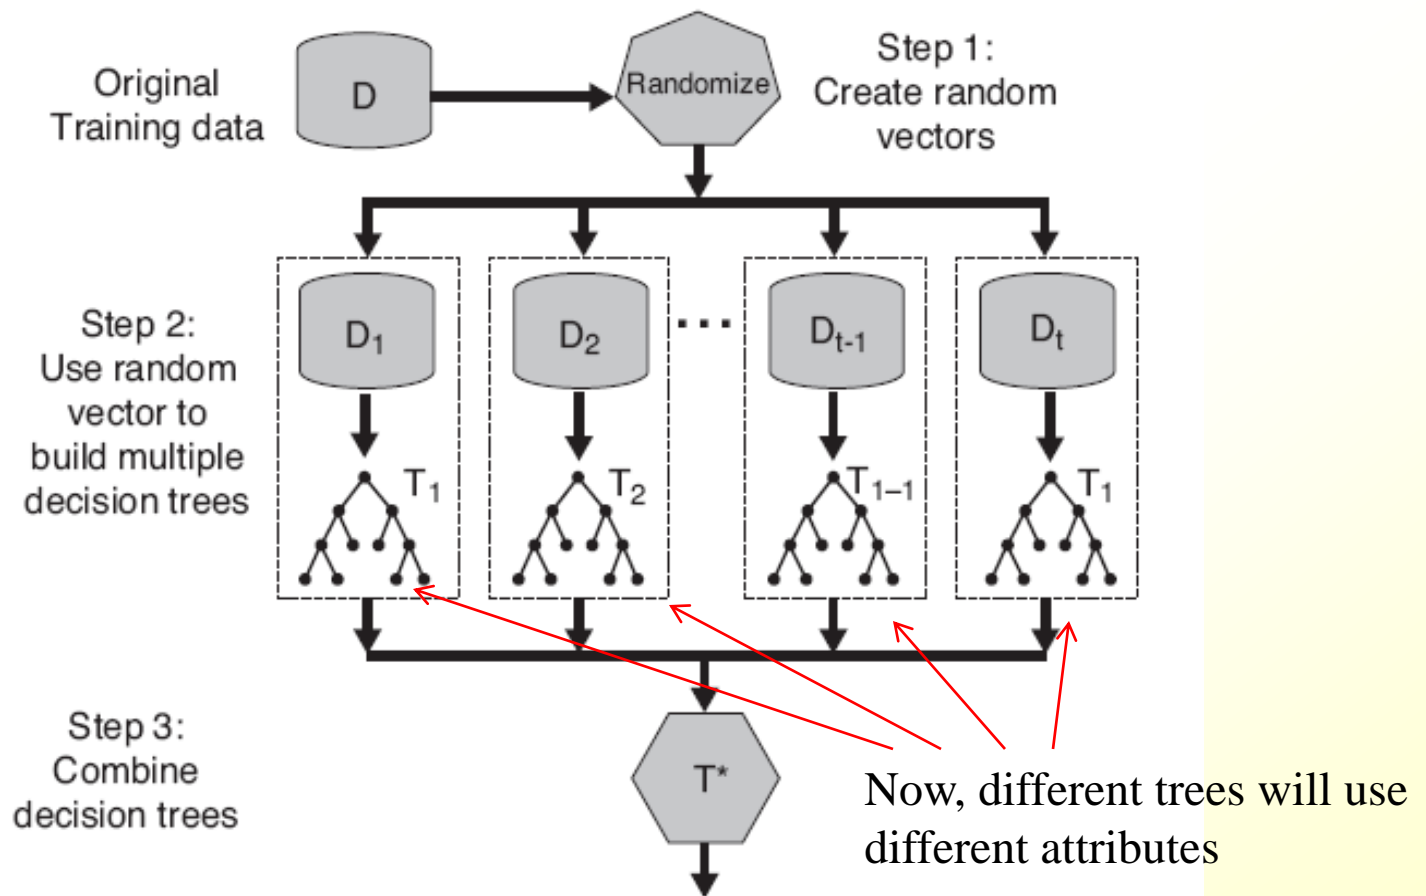 Original
Training data
D
Randomize
Step 1:
Create random
vectors
Step 2:
Use random
vector to
build multiple
decision trees
D1
D2
...
Dt-1
Dt
T1
T2
T1–1
T1
Step 3:
Combine
decision trees
T*
Now, different trees will use
different attributes